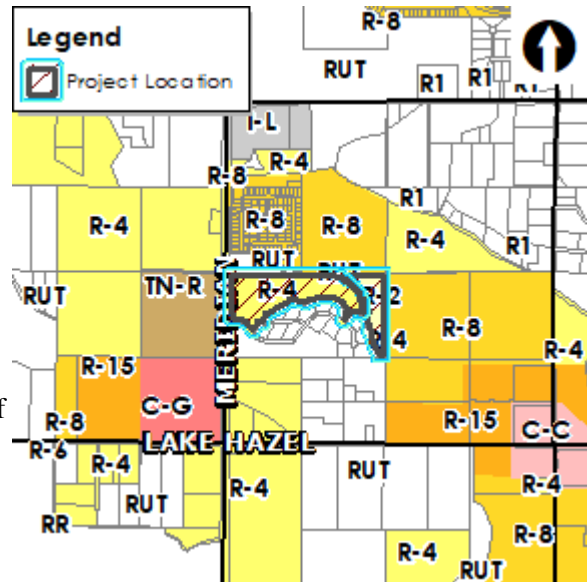 Legend
Project Location
R-8
RUT
R1
R1
I-L
R-4
R-8
R-8
R-8
R1
R-4
R-4
R1
RUT
RUT
RUT
TN-R
R-4
R-2
MERIDIAN
R-4
R-8
R-4
R-15
C-G
f
R-8
R-15
C-C
LAKE HAZEL
R-6
R-4
RUT
R-4
R-4
RUT
RR
R-8
R-4
RUT